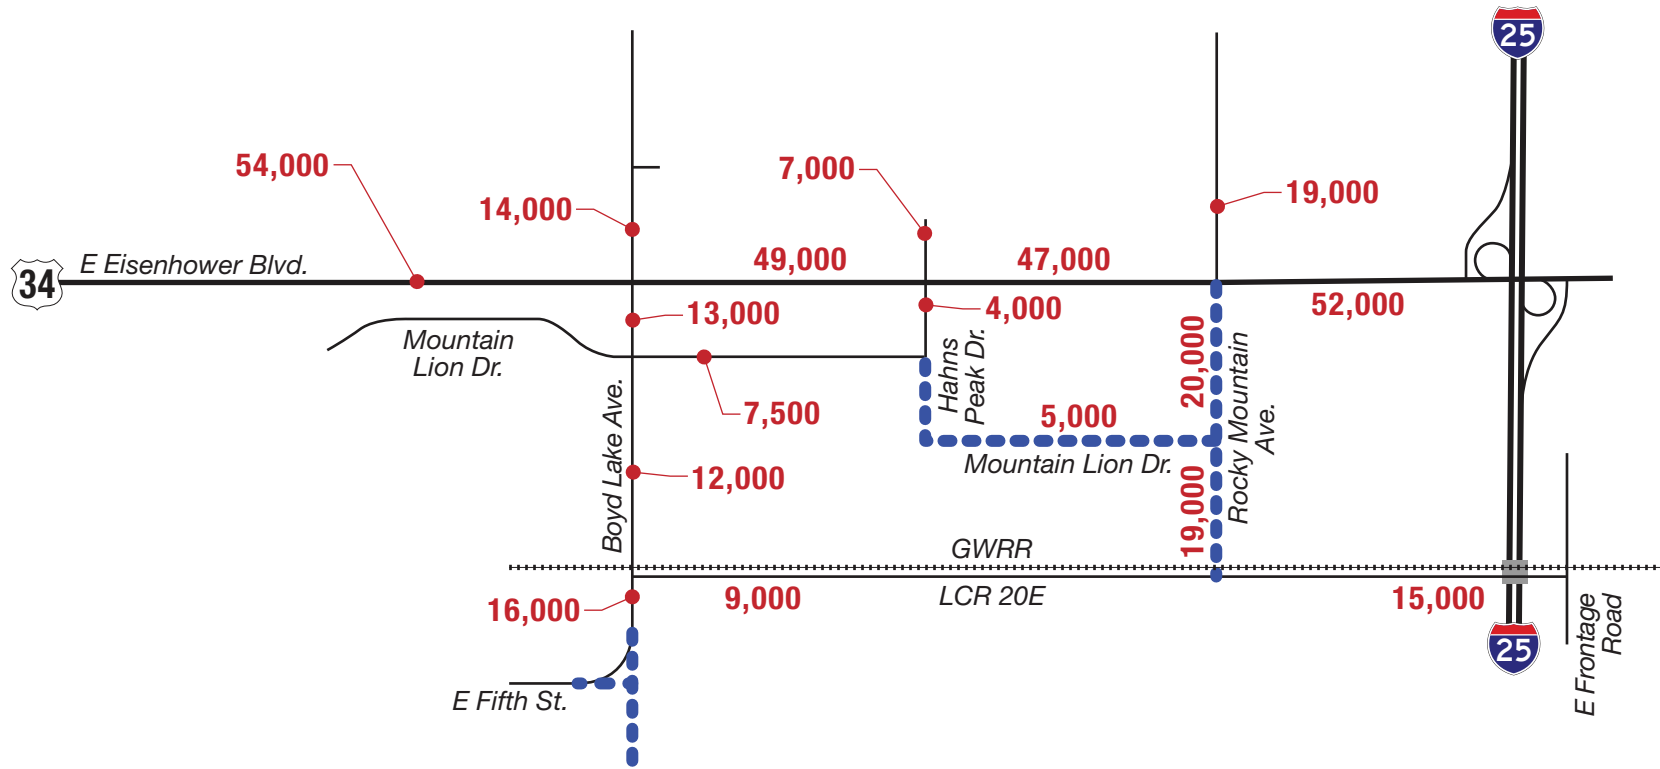 25
54,000
7,000
14,000
19,000
E Eisenhower Blvd.
49,000
47,000
34
52,000
13,000
4,000
Mountain
Lion Dr.
Hahns
Peak Dr.
20,000
Rocky Mountain
Ave.
7,500
5,000
Boyd Lake Ave.
Mountain Lion Dr.
12,000
19,000
GWRR
16,000
9,000
LCR 20E
15,000
25
E Frontage
Road
E Fifth St.